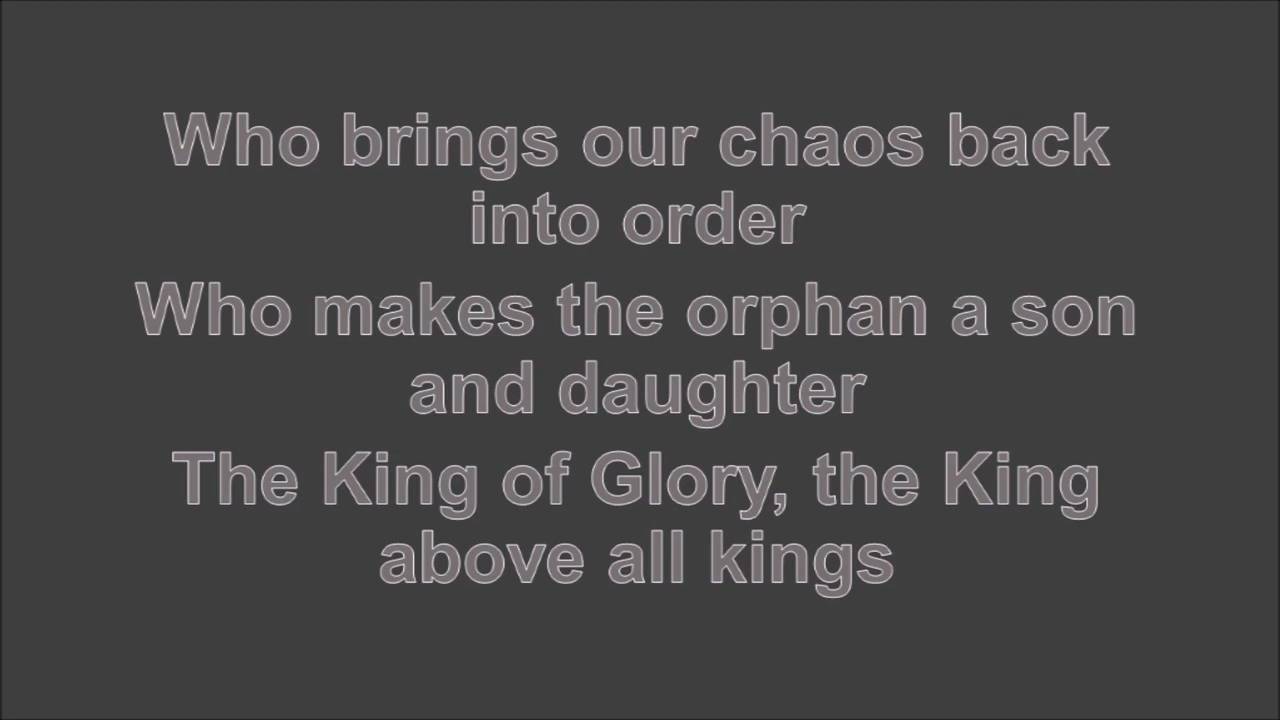 Who brings our chaos back
into order
Who makes the orphan a son
and daughter
The King of Glory, the King
above all kings